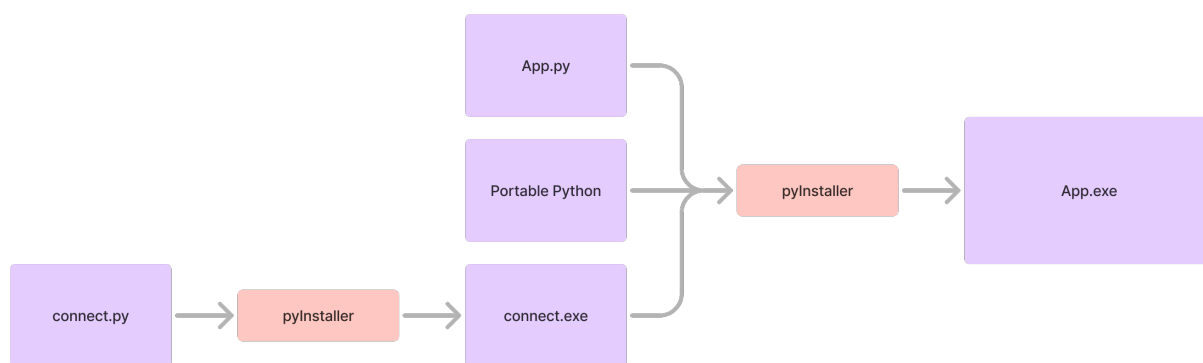 App.py
Portable Python
pyInstaller
App.exe
connect.py
pyInstaller
connect.exe